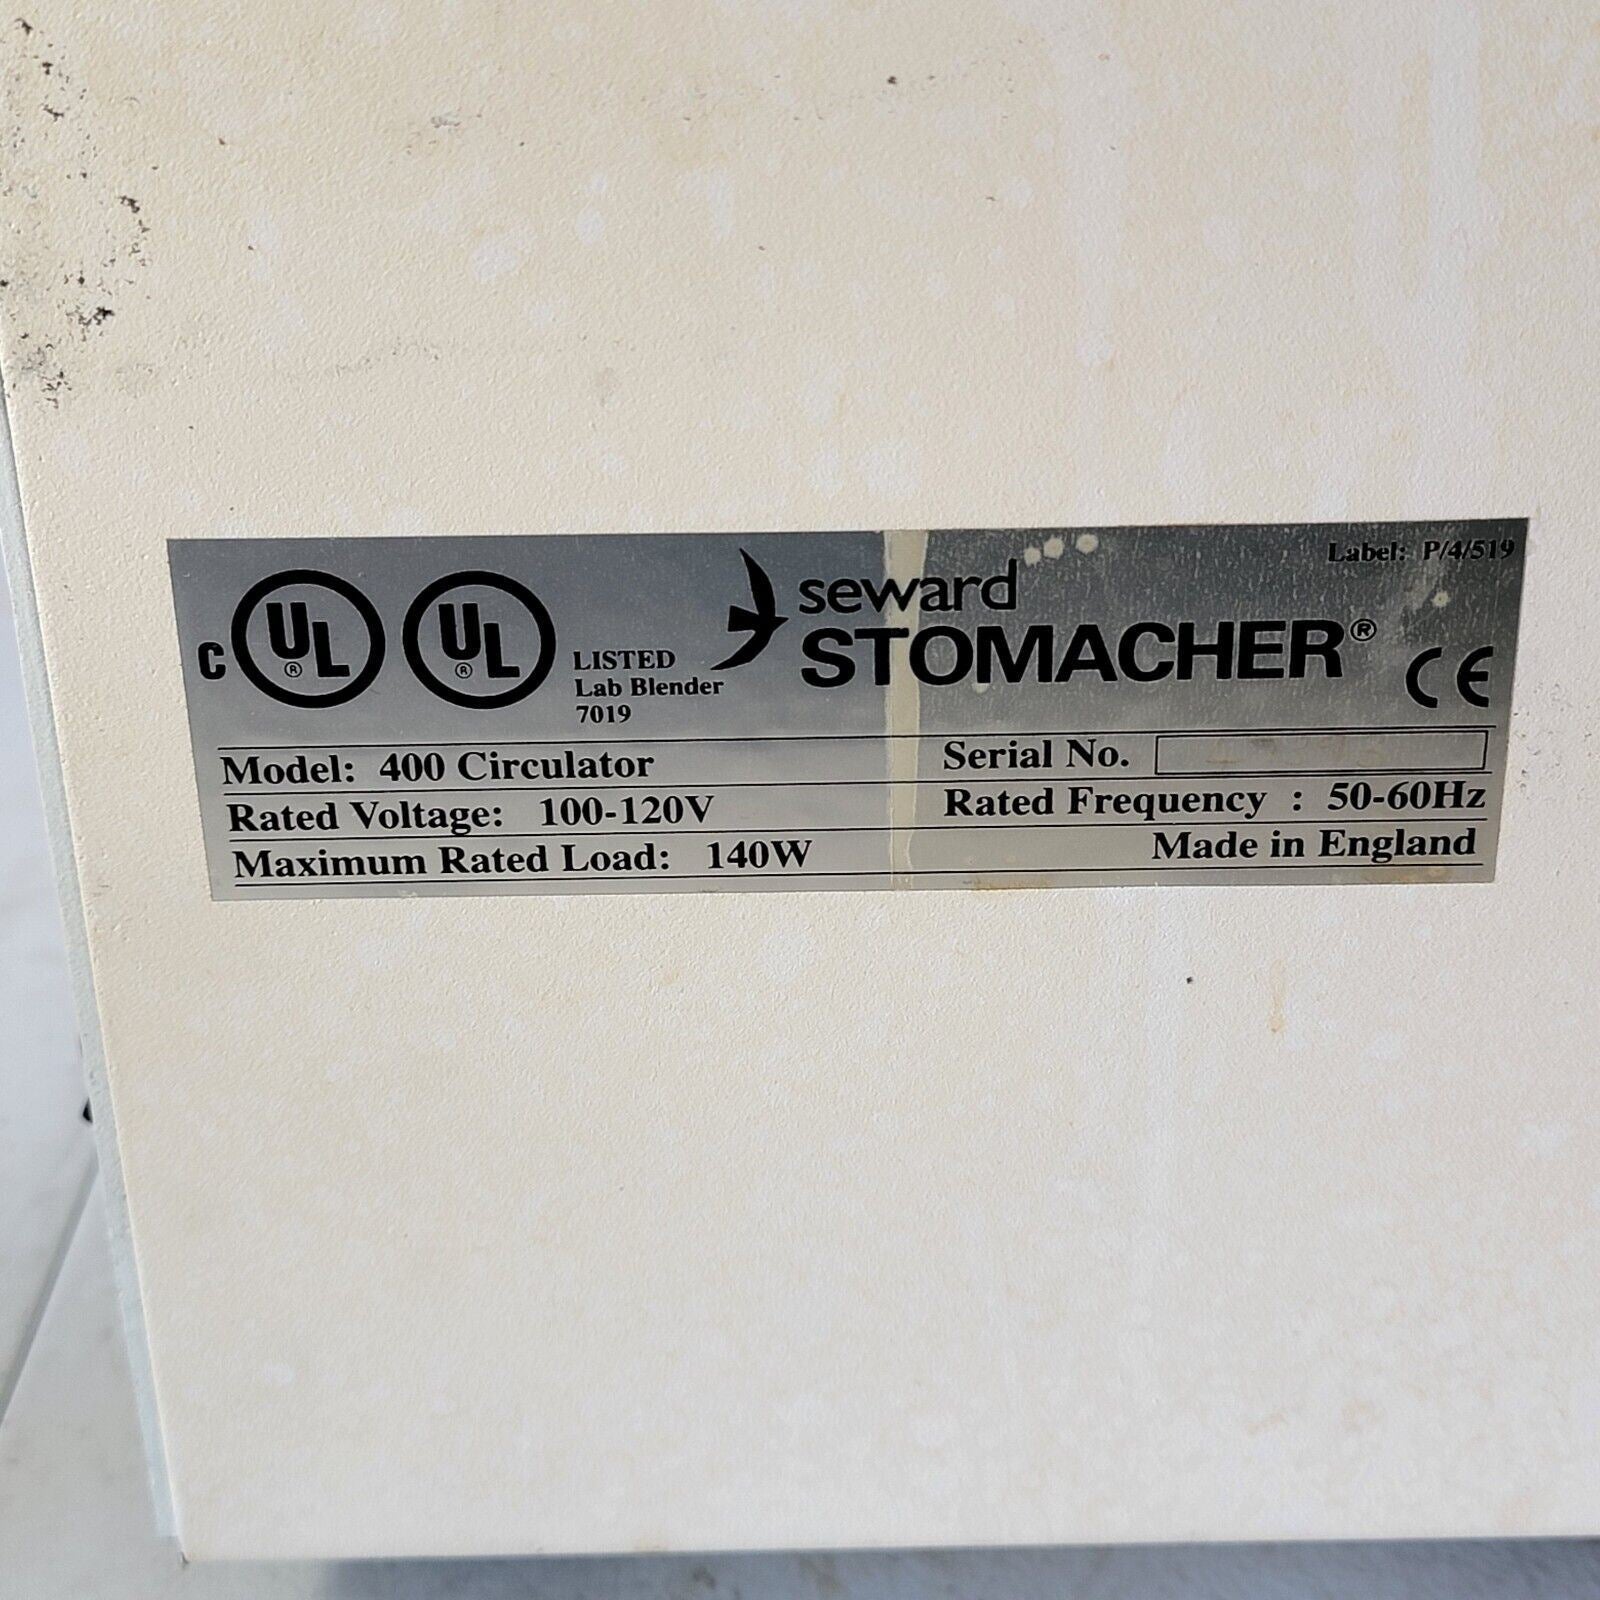 Label: P/4/519
c UL ® UL ®
LISTED
Lab Blender
7019
seward
STOMACHER®
CE
Model: 400 Circulator
Serial No.
Rated Voltage: 100-120V
Rated Frequency : 50-60Hz
Maximum Rated Load: 140W
Made in England